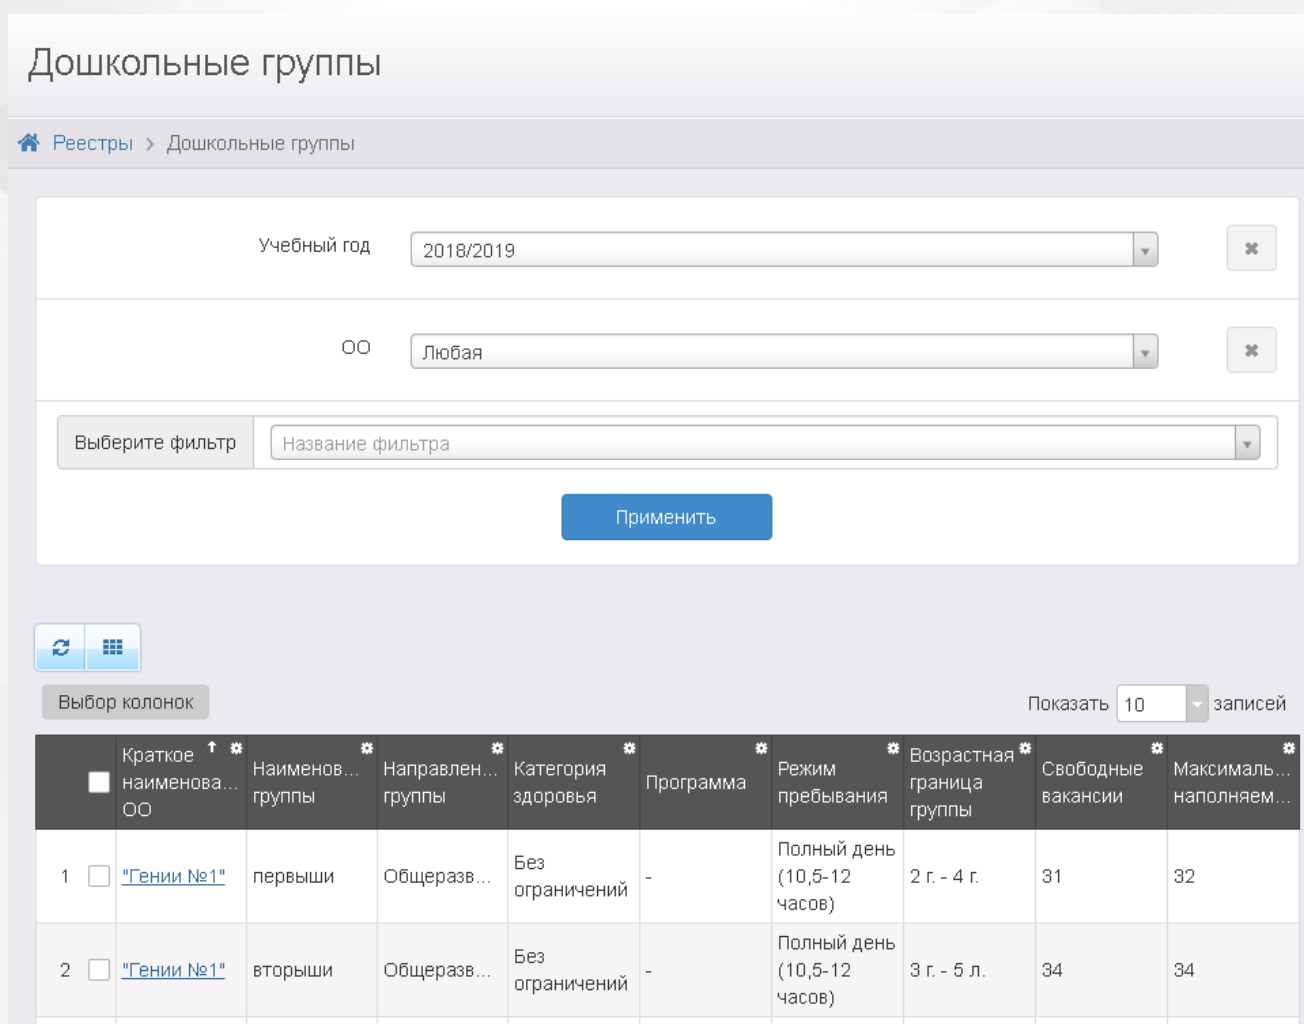 Дошкольные группы
Реестры > Дошкольные группы
Учебный год 2018/2019
ОО Любая
Выберите фильтр Название фильтра
Применить
Выбор колонок Показать 10 записей
Краткое наименова... ОО
Наименов... группы
Направлен... группы
Категория здоровья
Программа
Режим пребывания
Возрастная граница группы
Свободные вакансии
Максималь... наполняем...
1 "Гении №1" первыши Общеразв... Без ограничений - Полный день (10,5-12 часов) 2 г. - 4 г. 31 32
2 "Гении №1" вторыши Общеразв... Без ограничений - Полный день (10,5-12 часов) 3 г. - 5 л. 34 34